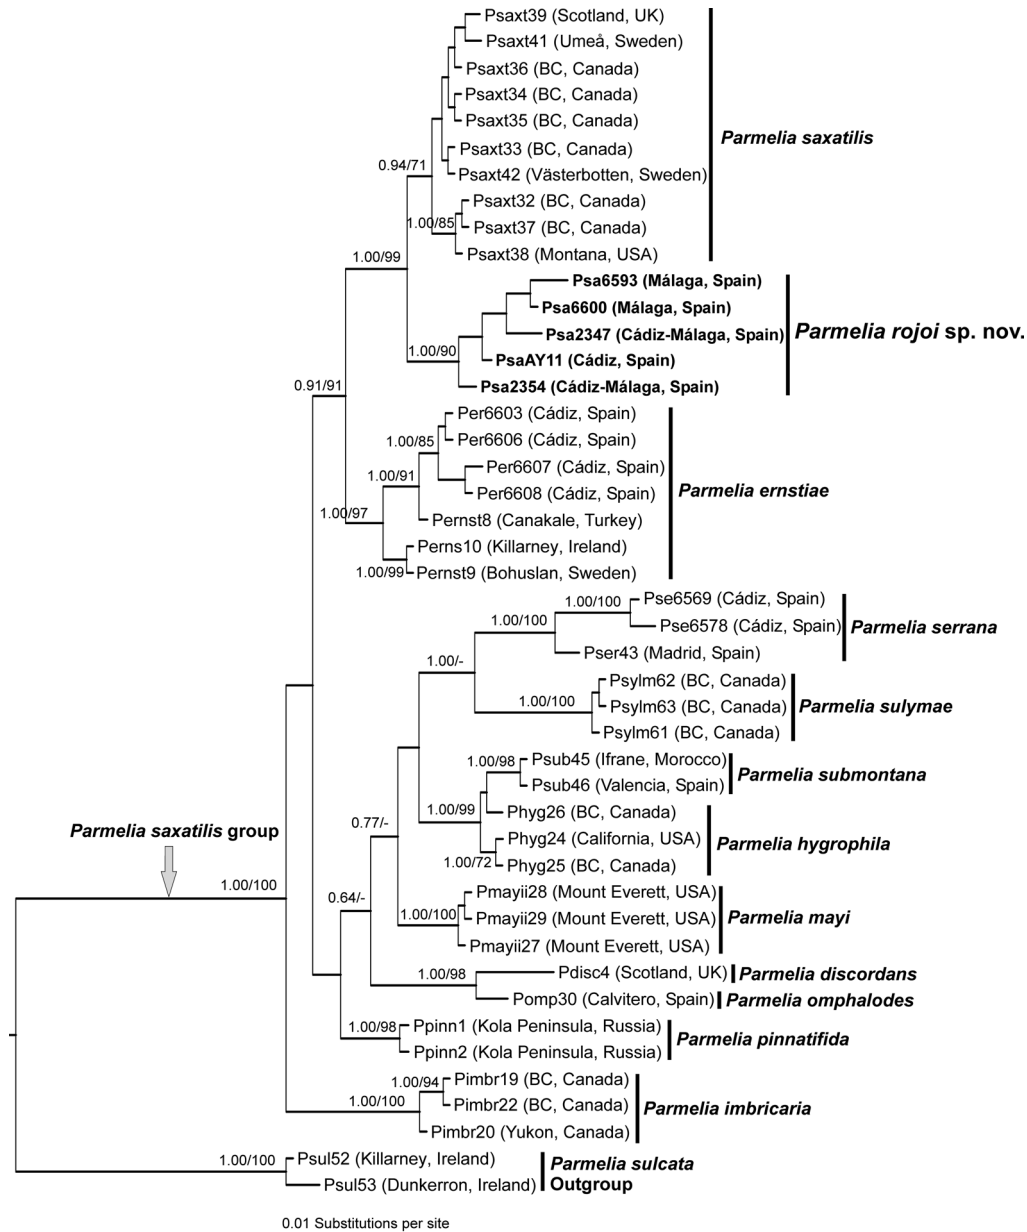 Psaxt39 (Scotland, UK)
Psaxt41 (Umeå, Sweden)
Psaxt36 (BC, Canada)
Psaxt34 (BC, Canada)
Psaxt35 (BC, Canada)
Parmelia saxatilis
Psaxt33 (BC, Canada)
0.94/71
Psaxt42 (Västerbotten, Sweden)
Psaxt32 (BC, Canada)
1.00/85
Psaxt37 (BC, Canada)
Psaxt38 (Montana, USA)
1.00/99
Psa6593 (Málaga, Spain)
Psa6600 (Málaga, Spain)
Psa2347 (Cádiz-Málaga, Spain)
Parmelia rojoi sp. nov.
1.00/90
PsaAY11 (Cádiz, Spain)
Psa2354 (Cádiz-Málaga, Spain)
0.91/91
Per6603 (Cádiz, Spain)
1.00/85
Per6606 (Cádiz, Spain)
Per6607 (Cádiz, Spain)
1.00/91
Per6608 (Cádiz, Spain)
Parmelia ernstiae
1.00/97
Pernst8 (Canakale, Turkey)
Perns10 (Killarney, Ireland)
1.00/99
Pernst9 (Bohuslan, Sweden)
1.00/100
Pse6569 (Cádiz, Spain)
1.00/100
Pse6578 (Cádiz, Spain)
Parmelia serrana
Pser43 (Madrid, Spain)
1.00/-
Psylm62 (BC, Canada)
1.00/100
Psylm63 (BC, Canada)
Parmelia sulymae
Psylm61 (BC, Canada)
1.00/98
Psub45 (Ifrane, Morocco)
Psub46 (Valencia, Spain)
Parmelia submontana
1.00/99
Phyg26 (BC, Canada)
0.77/-
Phyg24 (California, USA)
Parmelia hygrophila
1.00/72
Phyg25 (BC, Canada)
Parmelia saxatilis group
1.00/100
0.64/-
Pmayii28 (Mount Everett, USA)
1.00/100
Pmayii29 (Mount Everett, USA)
Parmelia mayi
Pmayii27 (Mount Everett, USA)
1.00/98
Pdisc4 (Scotland, UK)
Parmelia discordans
Pomp30 (Calvitero, Spain)
Parmelia omphalodes
1.00/98
Ppinn1 (Kola Peninsula, Russia)
Ppinn2 (Kola Peninsula, Russia)
Parmelia pinnatifida
1.00/94
Pimbr19 (BC, Canada)
1.00/100
Pimbr22 (BC, Canada)
Parmelia imbricaria
Pimbr20 (Yukon, Canada)
1.00/100
Psul52 (Killarney, Ireland)
Parmelia sulcata
Psul53 (Dunkerron, Ireland)
Outgroup
0.01 Substitutions per site